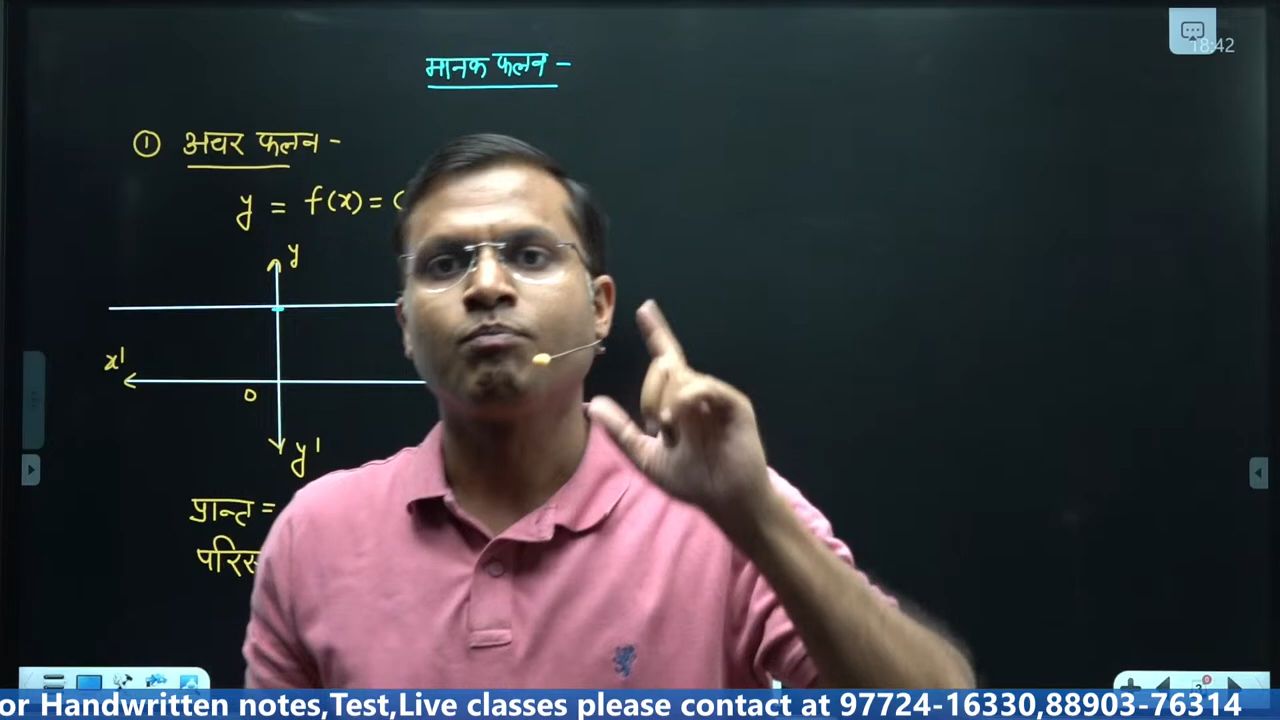 18:42
मानक फलन -
① अचर फलन -
y = f(x) = (
y
x'
0
y'
प्रान्त =
परिस
or Handwritten notes,Test,Live classes please contact at 97724-16330,88903-76314